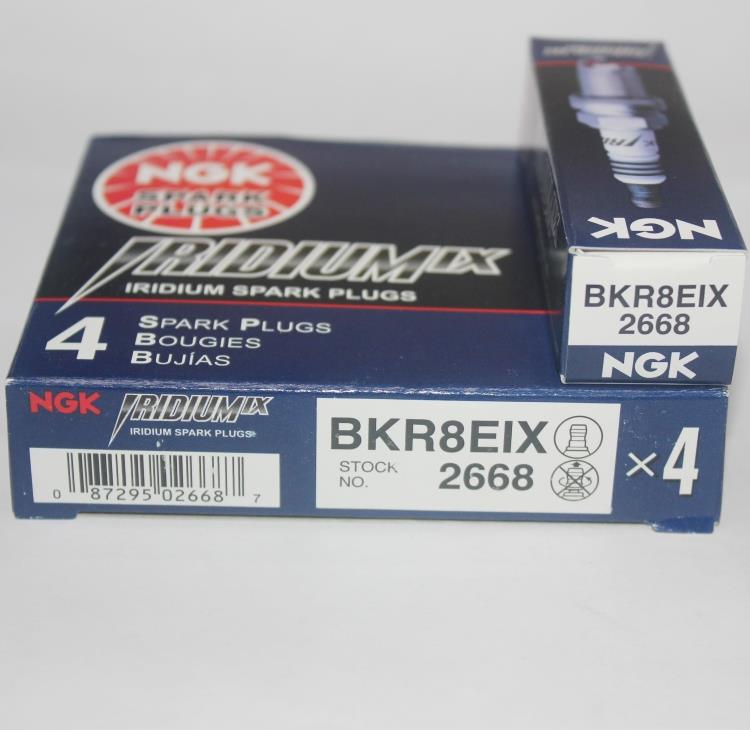 NGK
SPARK
PLUGS
IRIDIUM IX
IRIDIUM SPARK PLUGS
4
SPARK PLUGS
BOUGIES
BUJÍAS
NGK
IRIDIUM IX
IRIDIUM SPARK PLUGS
0 87295 02668 7
BKR8EIX
STOCK NO. 2668
×4
NGK
BKR8EIX
2668
NGK